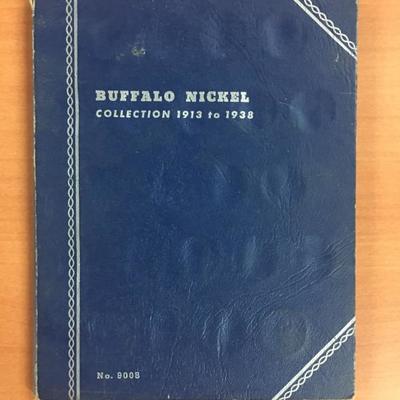 BUFFALO NICKEL
COLLECTION 1913 to 1938
No. 9008